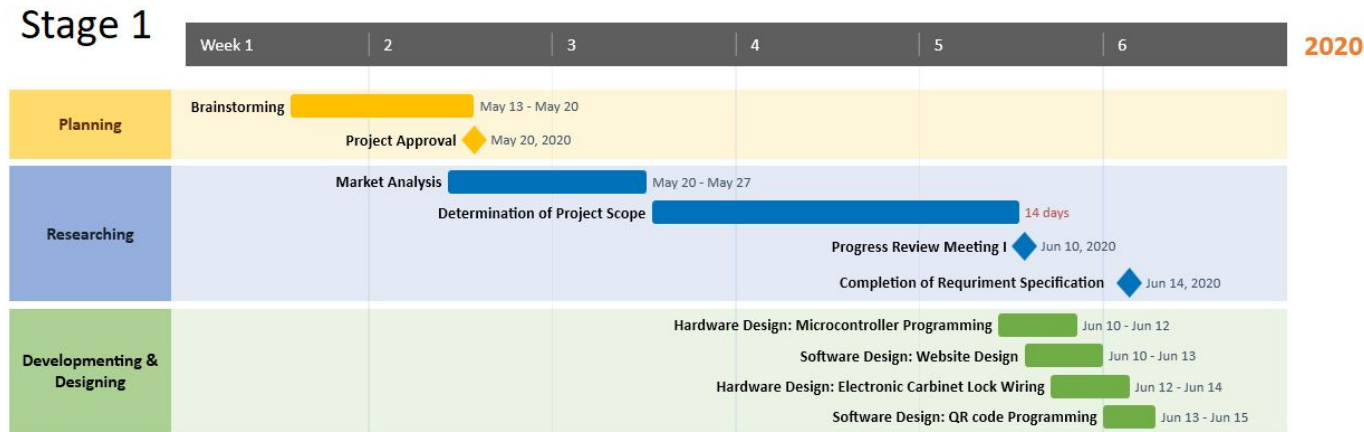 Stage 1
Week 1 2 3 4 5 6 2020
Planning
Brainstorming May 13 - May 20
Project Approval May 20, 2020
Researching
Market Analysis May 20 - May 27
Determination of Project Scope 14 days
Progress Review Meeting I Jun 10, 2020
Completion of Requriment Specification Jun 14, 2020
Developmenting &
Designing
Hardware Design: Microcontroller Programming Jun 10 - Jun 12
Software Design: Website Design Jun 10 - Jun 13
Hardware Design: Electronic Carbinet Lock Wiring Jun 12 - Jun 14
Software Design: QR code Programming Jun 13 - Jun 15